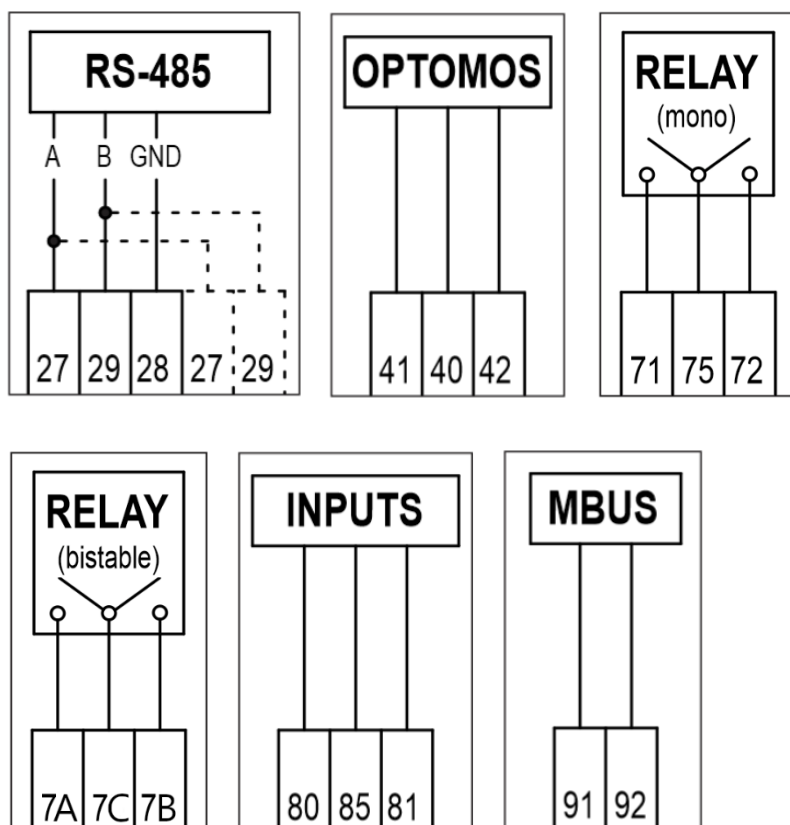 RS-485
A B GND
27 29 28 27 29
OPTOMOS
41 40 42
RELAY
(mono)
71 75 72
RELAY
(bistable)
7A 7C 7B
INPUTS
80 85 81
MBUS
91 92